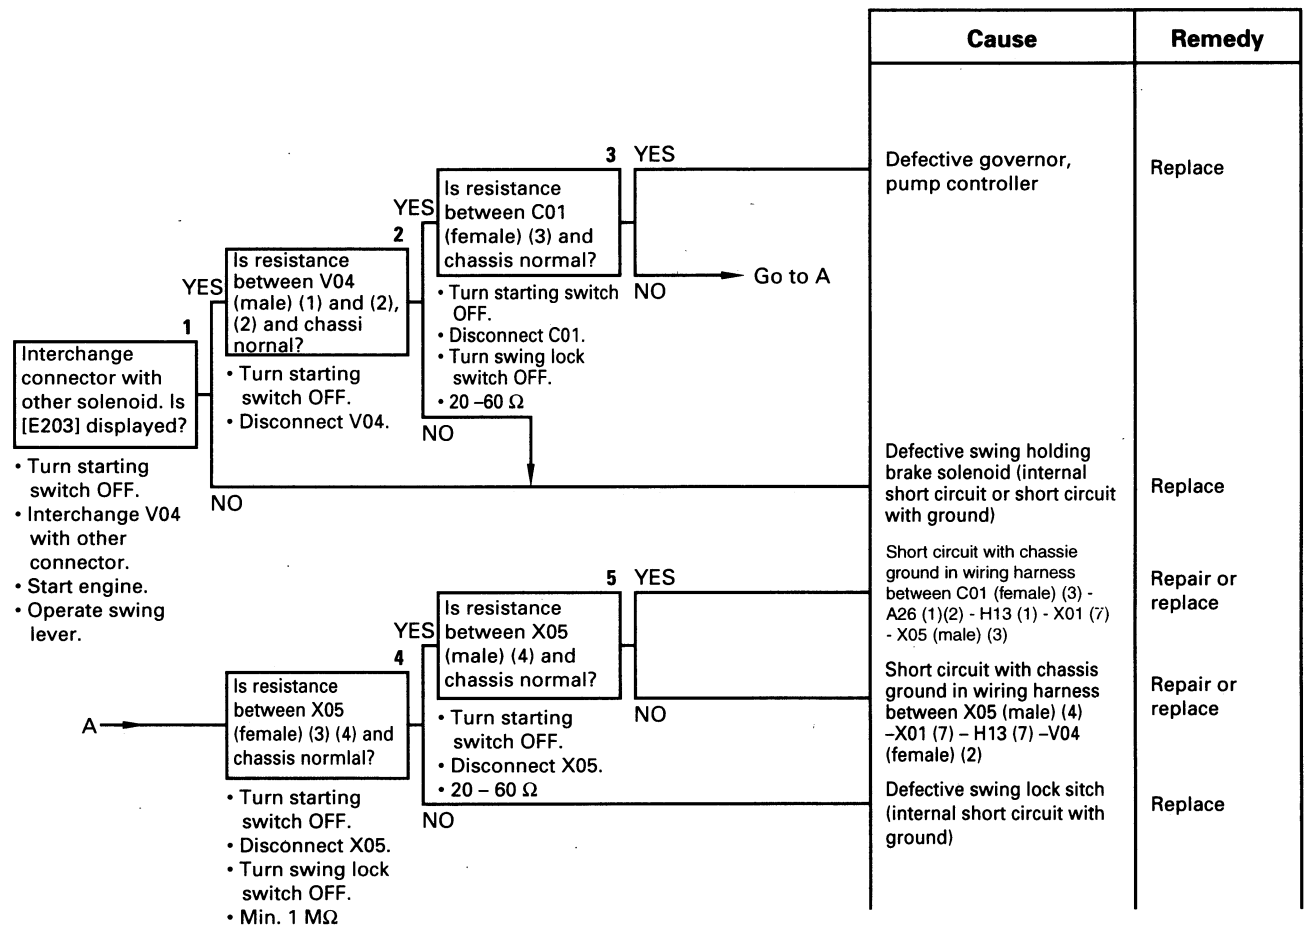 Cause
Remedy
3
YES
Is resistance
between C01
(female) (3) and
chassis normal?
Defective governor,
pump controller
Replace
YES
2
Is resistance
between V04
(male) (1) and (2),
(2) and chassi
nornal?
NO
Go to A
• Turn starting switch
OFF.
• Disconnect C01.
• Turn swing lock
switch OFF.
• 20 –60 Ω
YES
1
Interchange
connector with
other solenoid. Is
[E203] displayed?
• Turn starting
switch OFF.
• Disconnect V04.
NO
NO
• Turn starting
switch OFF.
• Interchange V04
with other
connector.
• Start engine.
• Operate swing
lever.
Defective swing holding
brake solenoid (internal
short circuit or short circuit
with ground)
Replace
5
YES
Is resistance
between X05
(male) (4) and
chassis normal?
Short circuit with chassie
ground in wiring harness
between C01 (female) (3) -
A26 (1)(2) - H13 (1) - X01 (7)
- X05 (male) (3)
Repair or
replace
YES
4
A
Is resistance
between X05
(female) (3) (4) and
chassis normlal?
NO
Short circuit with chassis
ground in wiring harness
between X05 (male) (4)
–X01 (7) – H13 (7) –V04
(female) (2)
Repair or
replace
• Turn starting
switch OFF.
• Disconnect X05.
• 20 – 60 Ω
• Turn starting
switch OFF.
• Disconnect X05.
• Turn swing lock
switch OFF.
• Min. 1 MΩ
NO
Defective swing lock sitch
(internal short circuit with
ground)
Replace